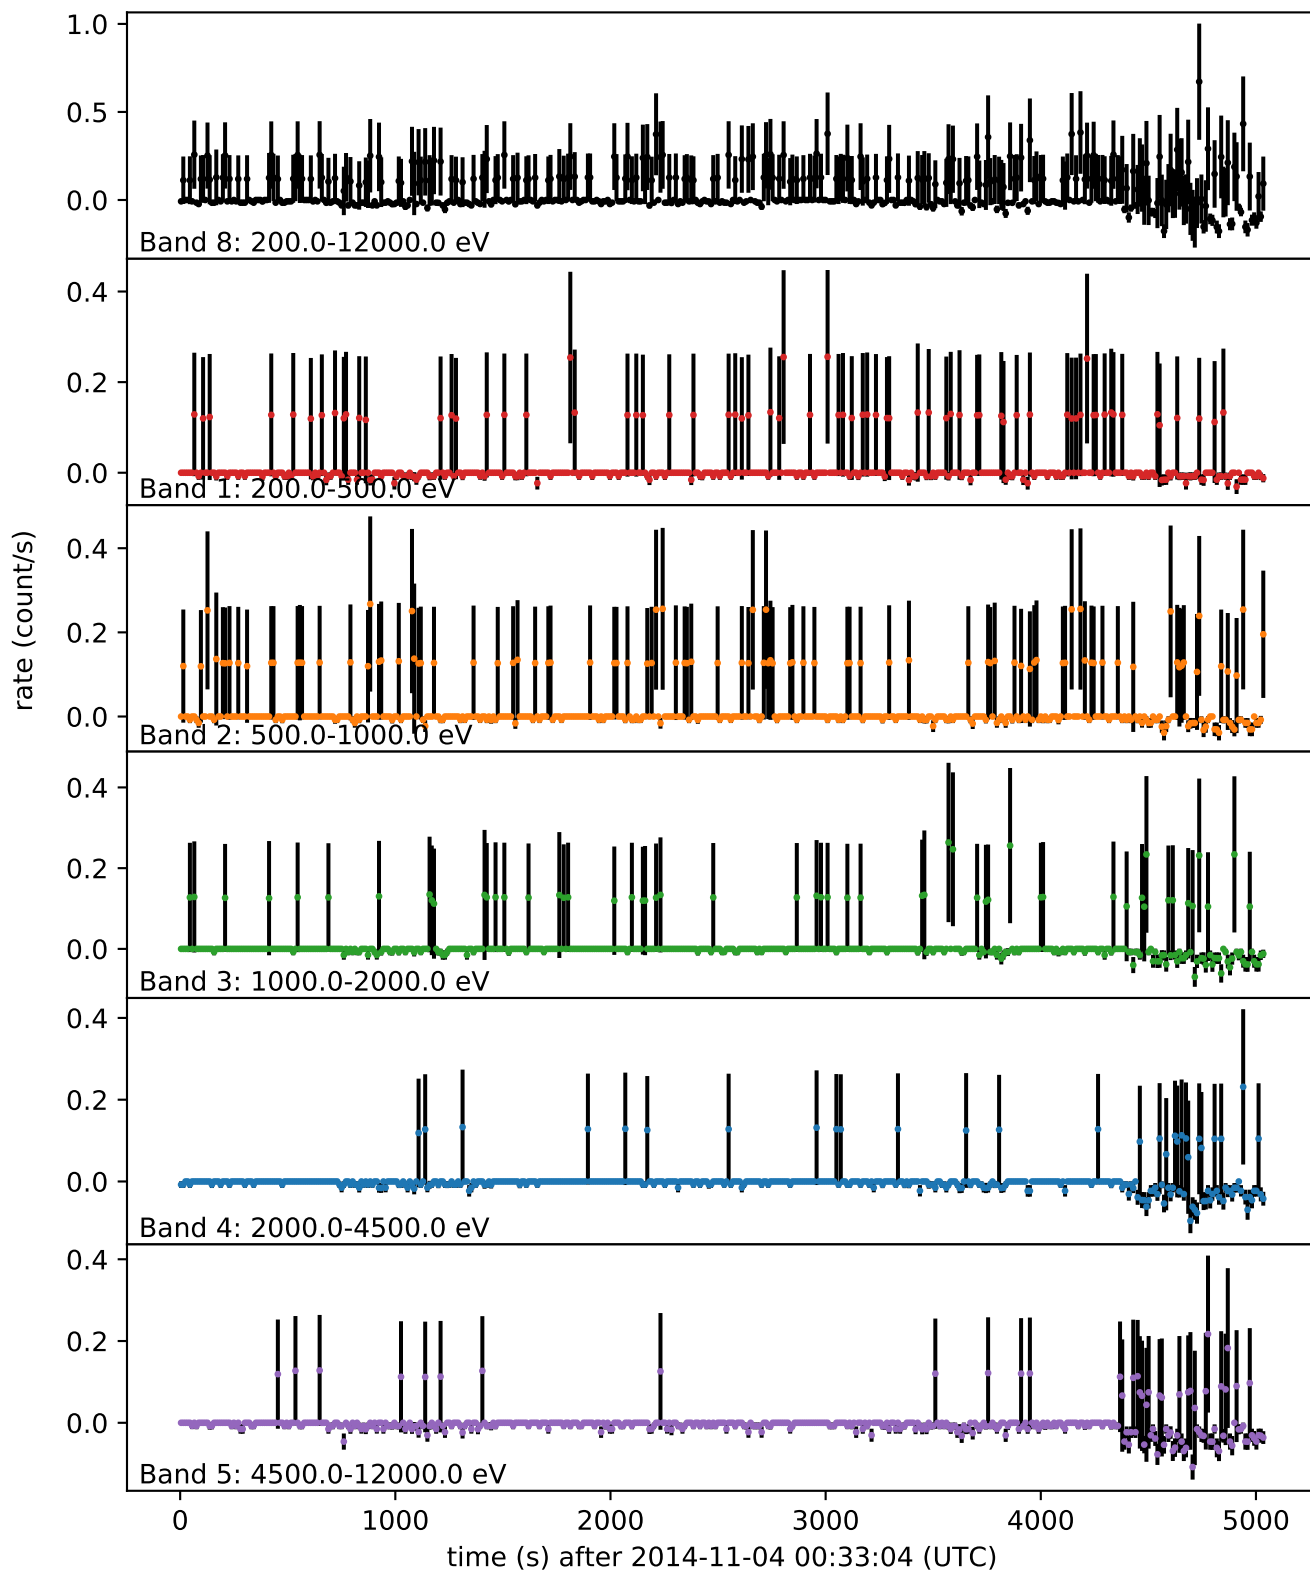 1.0
0.5
0.0
Band 8: 200.0-12000.0 eV
0.4
0.2
0.0
Band 1: 200.0-500.0 eV
rate (count/s)
0.4
0.2
0.0
Band 2: 500.0-1000.0 eV
0.4
0.2
0.0
Band 3: 1000.0-2000.0 eV
0.4
0.2
0.0
Band 4: 2000.0-4500.0 eV
0.4
0.2
0.0
Band 5: 4500.0-12000.0 eV
0 1000 2000 3000 4000 5000
time (s) after 2014-11-04 00:33:04 (UTC)